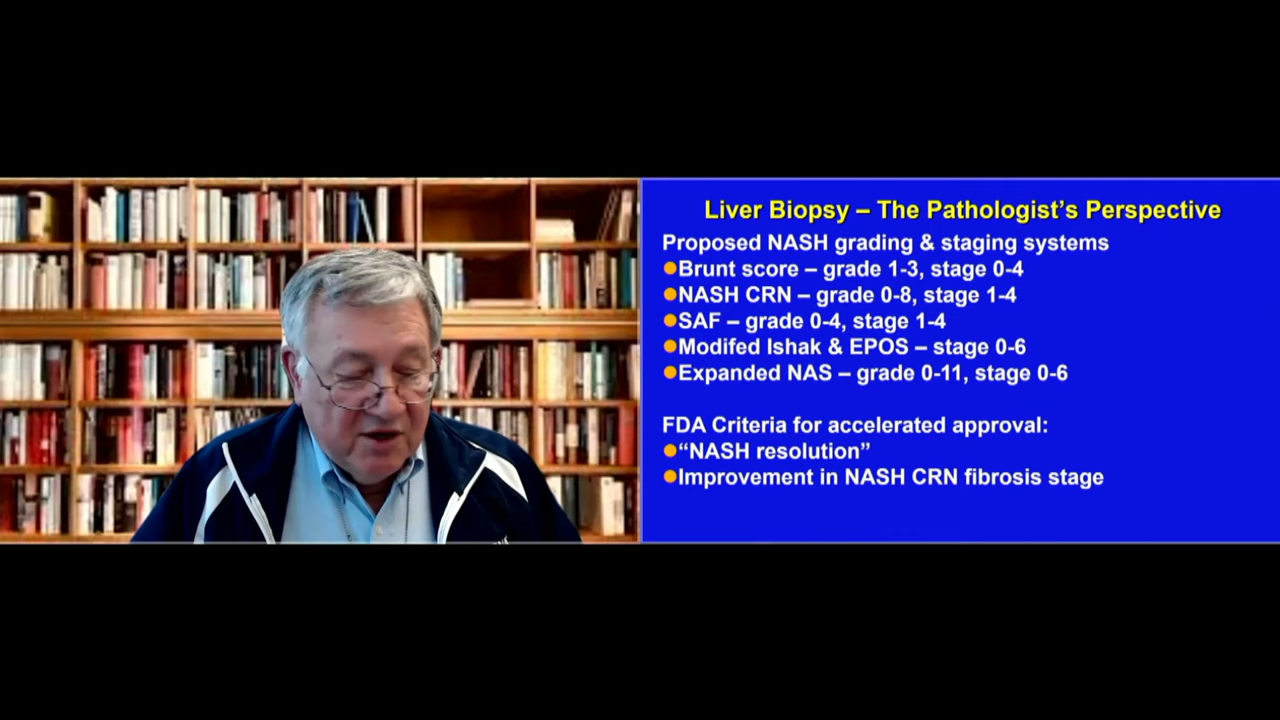 Liver Biopsy – The Pathologist's Perspective
Proposed NASH grading & staging systems
●Brunt score – grade 1-3, stage 0-4
●NASH CRN – grade 0-8, stage 1-4
●SAF – grade 0-4, stage 1-4
●Modifed Ishak & EPOS – stage 0-6
●Expanded NAS – grade 0-11, stage 0-6
FDA Criteria for accelerated approval:
●“NASH resolution”
●Improvement in NASH CRN fibrosis stage